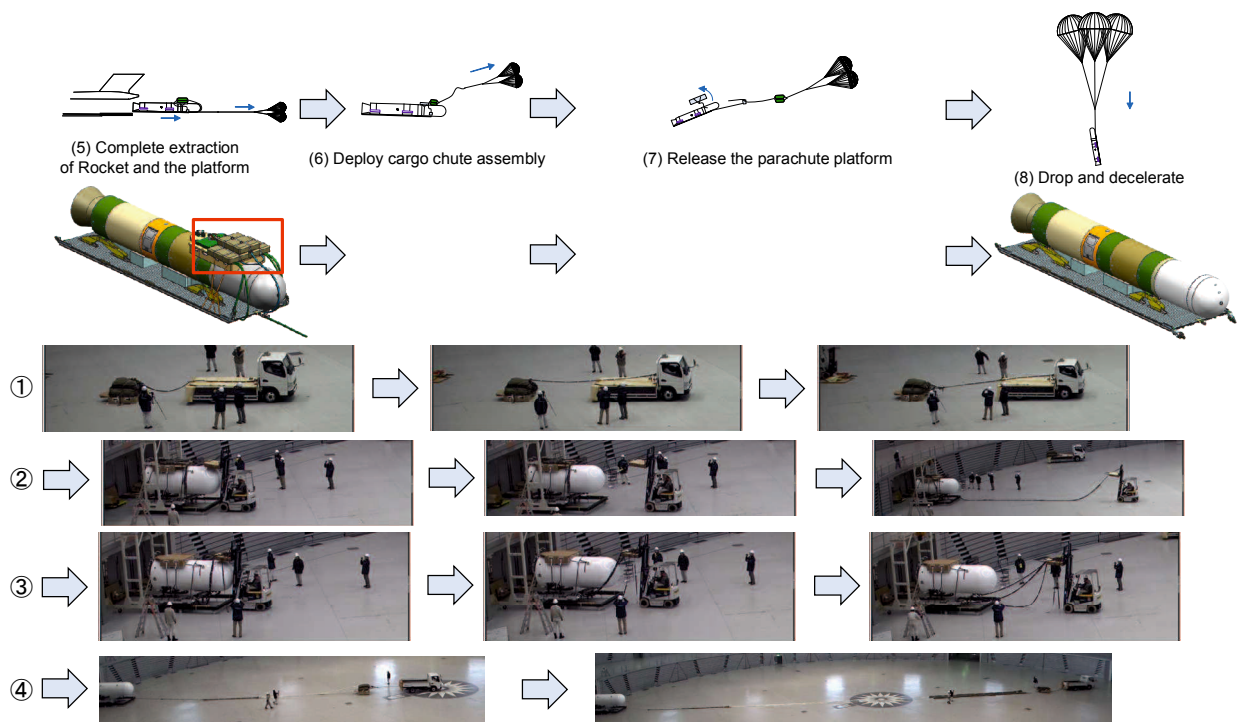 (5) Complete extraction
of Rocket and the platform
(6) Deploy cargo chute assembly
(7) Release the parachute platform
(8) Drop and decelerate
①
②
③
④